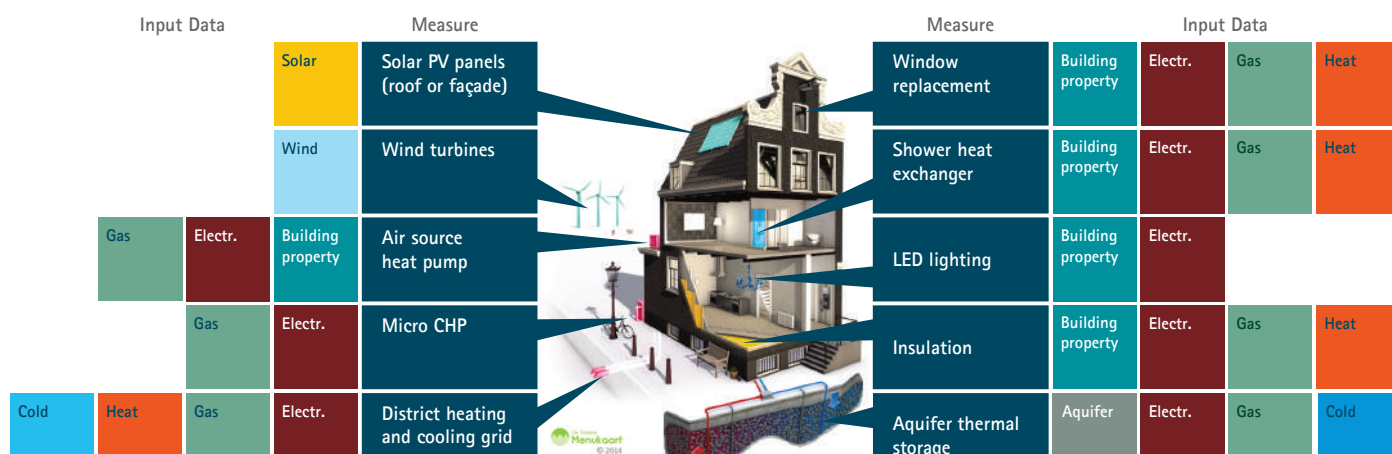 Input Data
Measure
Measure
Input Data
Solar
Solar PV panels
(roof or façade)
Window
replacement
Building
property
Electr.
Gas
Heat
Wind
Wind turbines
Shower heat
exchanger
Building
property
Electr.
Gas
Heat
Gas
Electr.
Building
property
Air source
heat pump
LED lighting
Building
property
Electr.
Gas
Electr.
Micro CHP
Insulation
Building
property
Electr.
Gas
Heat
Cold
Heat
Gas
Electr.
District heating
and cooling grid
Menukaart
© 2014
Aquifer thermal
storage
Aquifer
Electr.
Gas
Cold